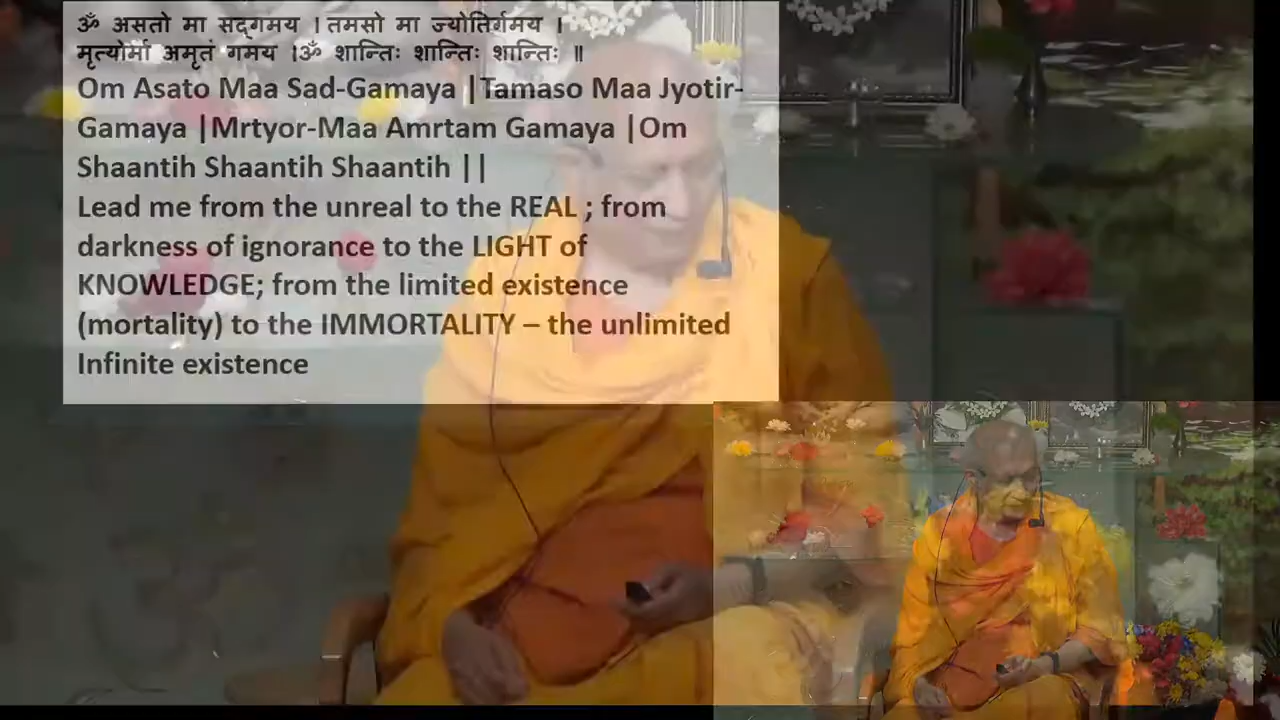 ॐ असतो मा सद्गमय । तमसो मा ज्योतिर्गमय ।
मृत्योर्मा अमृतं गमय ।ॐ शान्तिः शान्तिः शान्तिः ॥
Om Asato Maa Sad-Gamaya |Tamaso Maa Jyotir-
Gamaya |Mrtyor-Maa Amrtam Gamaya |Om
Shaantih Shaantih Shaantih ||
Lead me from the unreal to the REAL ; from
darkness of ignorance to the LIGHT of
KNOWLEDGE; from the limited existence
(mortality) to the IMMORTALITY – the unlimited
Infinite existence